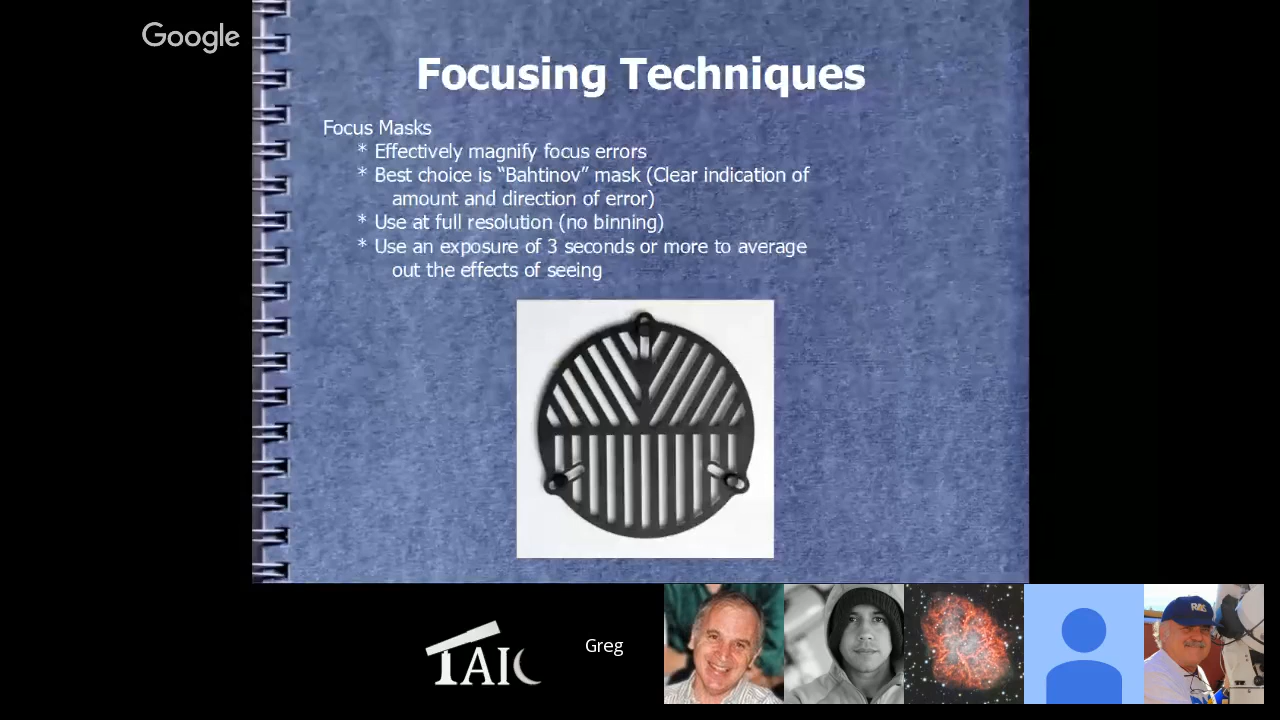 Google
Focusing Techniques
Focus Masks
* Effectively magnify focus errors
* Best choice is “Bahtinov” mask (Clear indication of
amount and direction of error)
* Use at full resolution (no binning)
* Use an exposure of 3 seconds or more to average
out the effects of seeing
TAIC
Greg
RAS